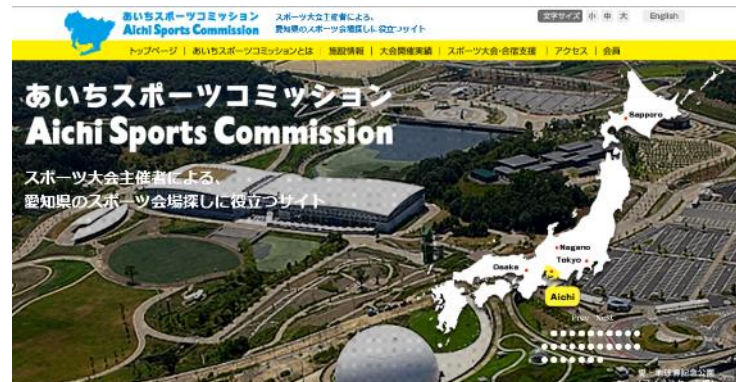 あいちスポーツコミッション
Aichi Sports Commission
スポーツ大会主催者による、
愛知県のスポーツ会場探しに役立つサイト
文字サイズ 小 中 大 English
トップページ | あいちスポーツコミッションとは | 施設情報 | 大会開催実績 | スポーツ大会・合宿支援 | アクセス | 会員
あいちスポーツコミッション
Aichi Sports Commission
スポーツ大会主催者による、
愛知県のスポーツ会場探しに役立つサイト
Sapporo
Nagano
Tokyo
Osaka
Aichi
Prev Next
愛・地球博記念公園